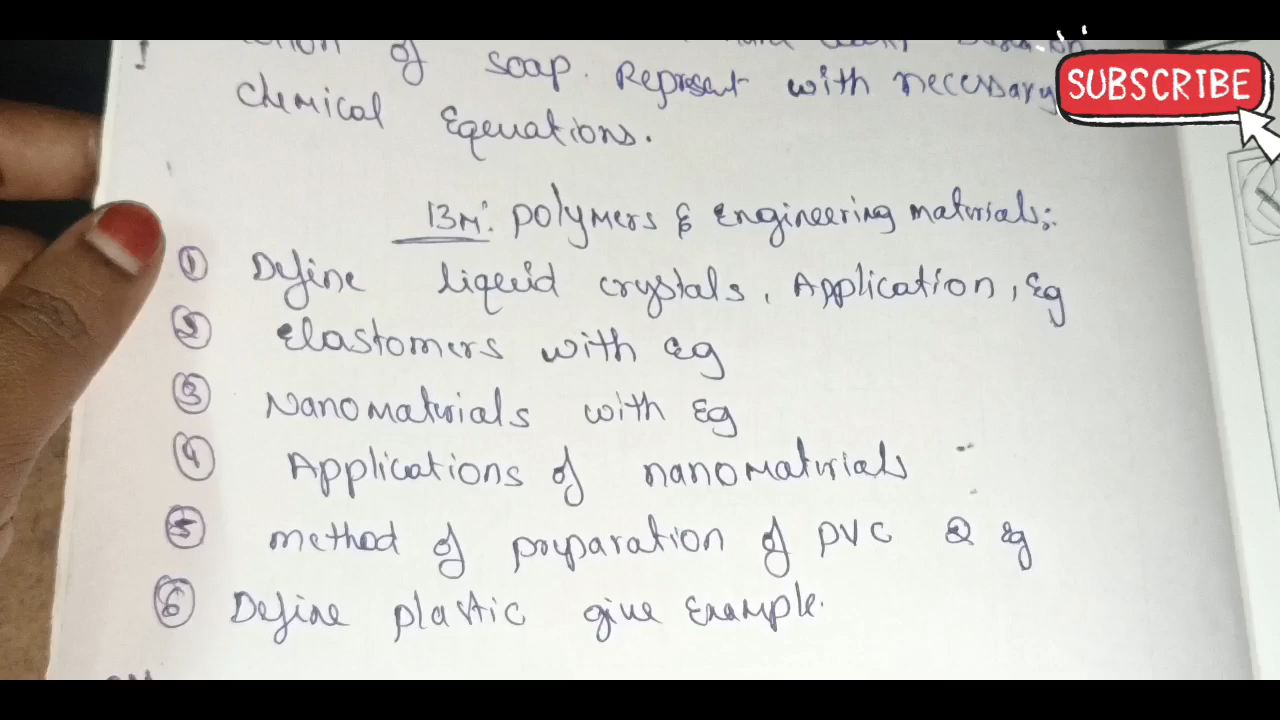 of soap. Represent with necessary
SUBSCRIBE
chemical Equuations.
13M: polymers & Engineering materials:
① Define liquid crystals, Application, Eg
② Elastomers with eg
③ Nanomaterials with Eg
④ Applications of nanomaterials
⑤ method of preparation of PVC & eg
⑥ Define plastic give Example.